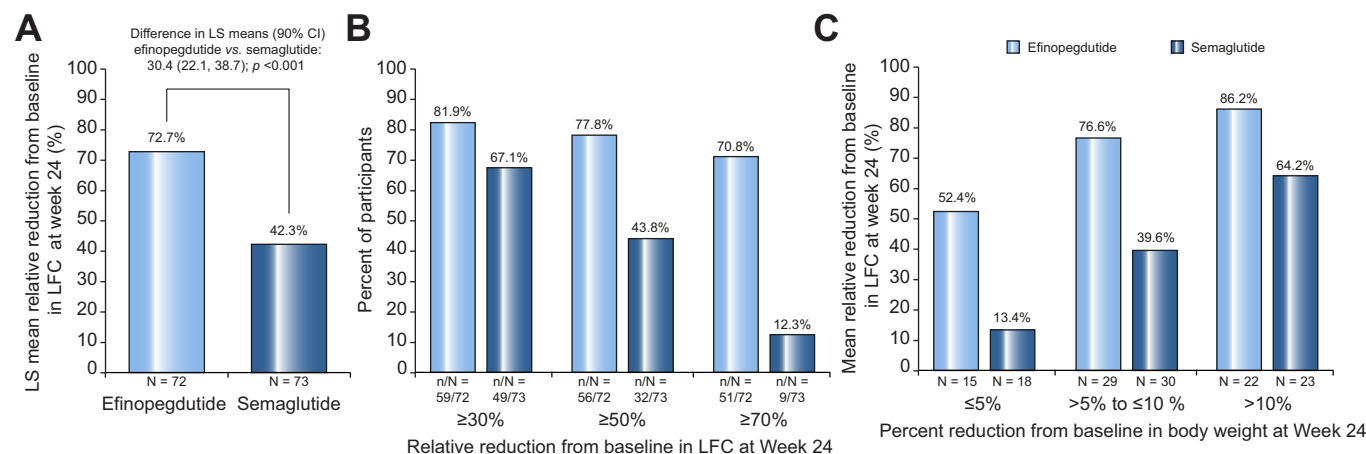 A
Difference in LS means (90% CI)
efinopegdutide vs. semaglutide:
30.4 (22.1, 38.7); p <0.001
LS mean relative reduction from baseline
in LFC at week 24 (%)
100
90
80
70
60
50
40
30
20
10
0
72.7%
42.3%
N = 72
N = 73
Efinopegdutide
Semaglutide
B
Percent of participants
100
90
80
70
60
50
40
30
20
10
0
81.9%
67.1%
77.8%
43.8%
70.8%
12.3%
n/N =
59/72
n/N =
49/73
n/N =
56/72
n/N =
32/73
n/N =
51/72
n/N =
9/73
≥30%
≥50%
≥70%
Relative reduction from baseline in LFC at Week 24
C
Efinopegdutide
Semaglutide
Mean relative reduction from baseline
in LFC at week 24 (%)
100
90
80
70
60
50
40
30
20
10
0
52.4%
13.4%
76.6%
39.6%
86.2%
64.2%
N = 15
N = 18
N = 29
N = 30
N = 22
N = 23
≤5%
>5% to ≤10 %
>10%
Percent reduction from baseline in body weight at Week 24